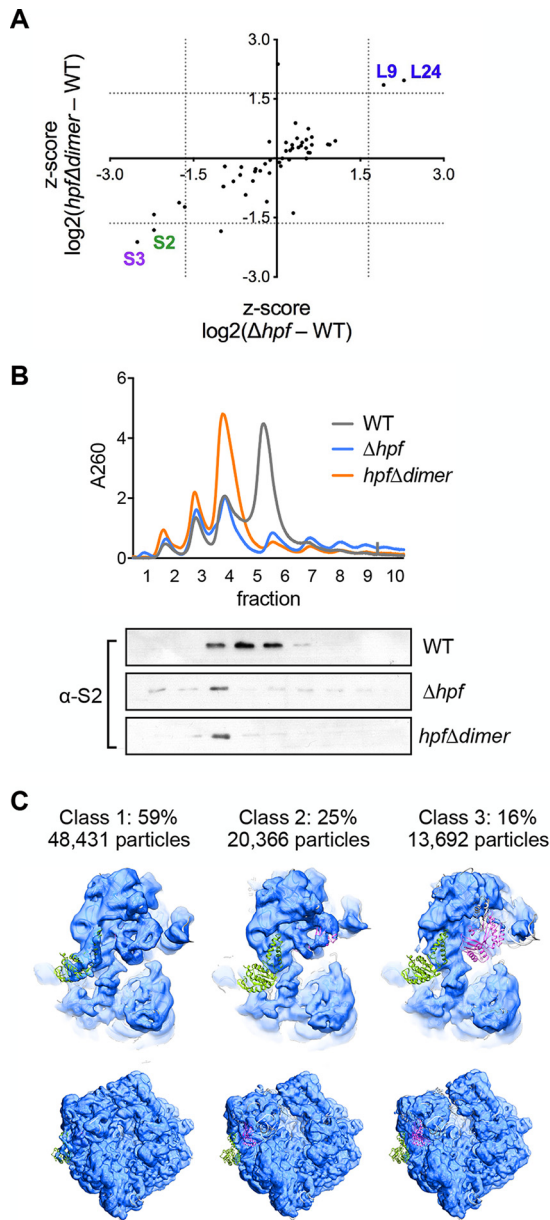 A
z-score
log2(hpfΔdimer – WT)
3.0
L9 L24
1.5
-3.0
-1.5
1.5
3.0
-1.5
S2
S3
-3.0
z-score
log2(Δhpf – WT)
B
6
4
2
0
A260
WT
Δhpf
hpfΔdimer
1 2 3 4 5 6 7 8 9 10
fraction
α-S2
WT
Δhpf
hpfΔdimer
C
Class 1: 59%
48,431 particles
Class 2: 25%
20,366 particles
Class 3: 16%
13,692 particles